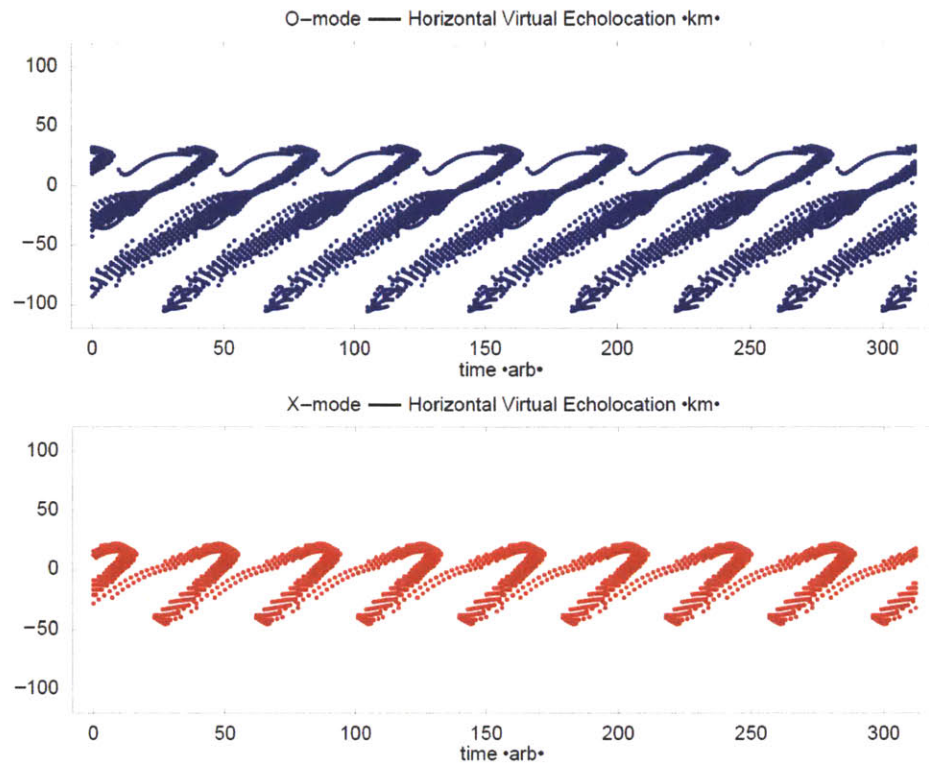 O–mode — Horizontal Virtual Echolocation •km•
100
50
0
−50
−100
0 50 100 150 200 250 300
time •arb•
X–mode — Horizontal Virtual Echolocation •km•
100
50
0
−50
−100
0 50 100 150 200 250 300
time •arb•